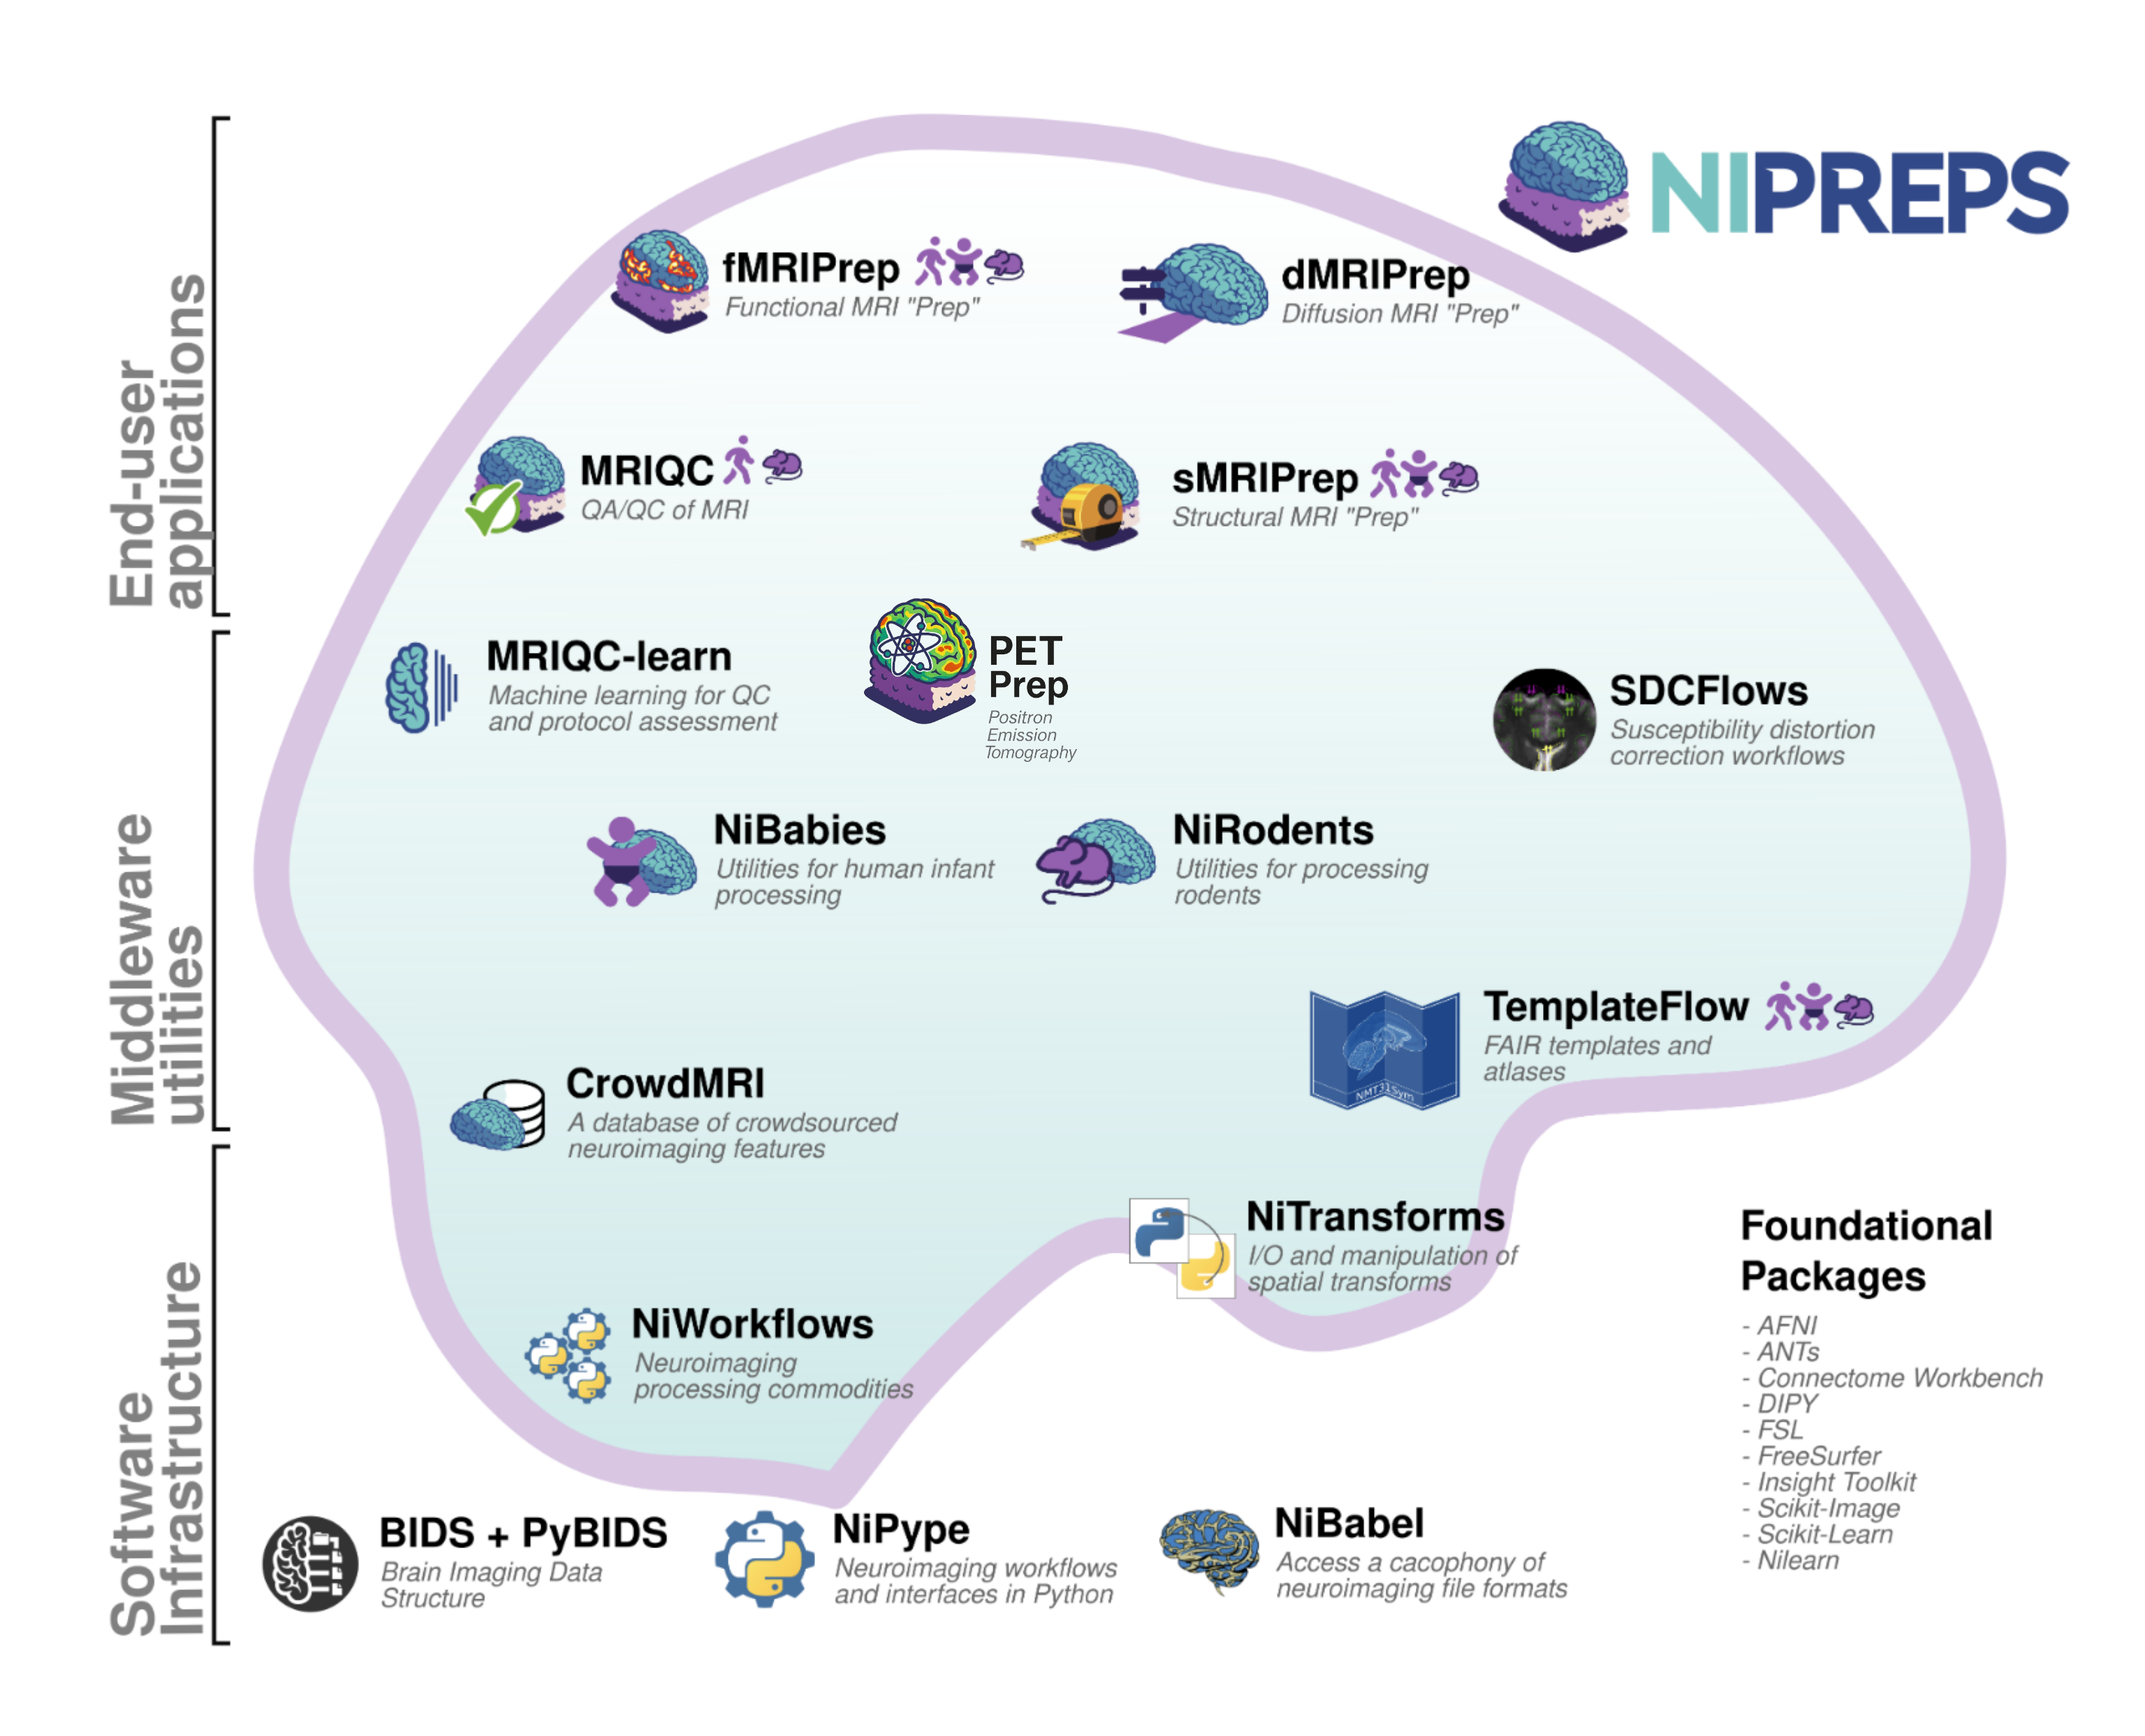 NIPREPS
End-user
applications
fMRIPrep
Functional MRI "Prep"
dMRIPrep
Diffusion MRI "Prep"
MRIQC
QA/QC of MRI
sMRIPrep
Structural MRI "Prep"
Middleware
utilities
MRIQC-learn
Machine learning for QC
and protocol assessment
PET
Prep
Positron
Emission
Tomography
SDCFlows
Susceptibility distortion
correction workflows
NiBabies
Utilities for human infant
processing
NiRodents
Utilities for processing
rodents
TemplateFlow
FAIR templates and
atlases
NMT31Sym
CrowdMRI
A database of crowdsourced
neuroimaging features
Software
Infrastructure
NiTransforms
I/O and manipulation of
spatial transforms
NiWorkflows
Neuroimaging
processing commodities
BIDS + PyBIDS
Brain Imaging Data
Structure
NiPype
Neuroimaging workflows
and interfaces in Python
NiBabel
Access a cacophony of
neuroimaging file formats
Foundational
Packages
- AFNI
- ANTs
- Connectome Workbench
- DIPY
- FSL
- FreeSurfer
- Insight Toolkit
- Scikit-Image
- Scikit-Learn
- Nilearn